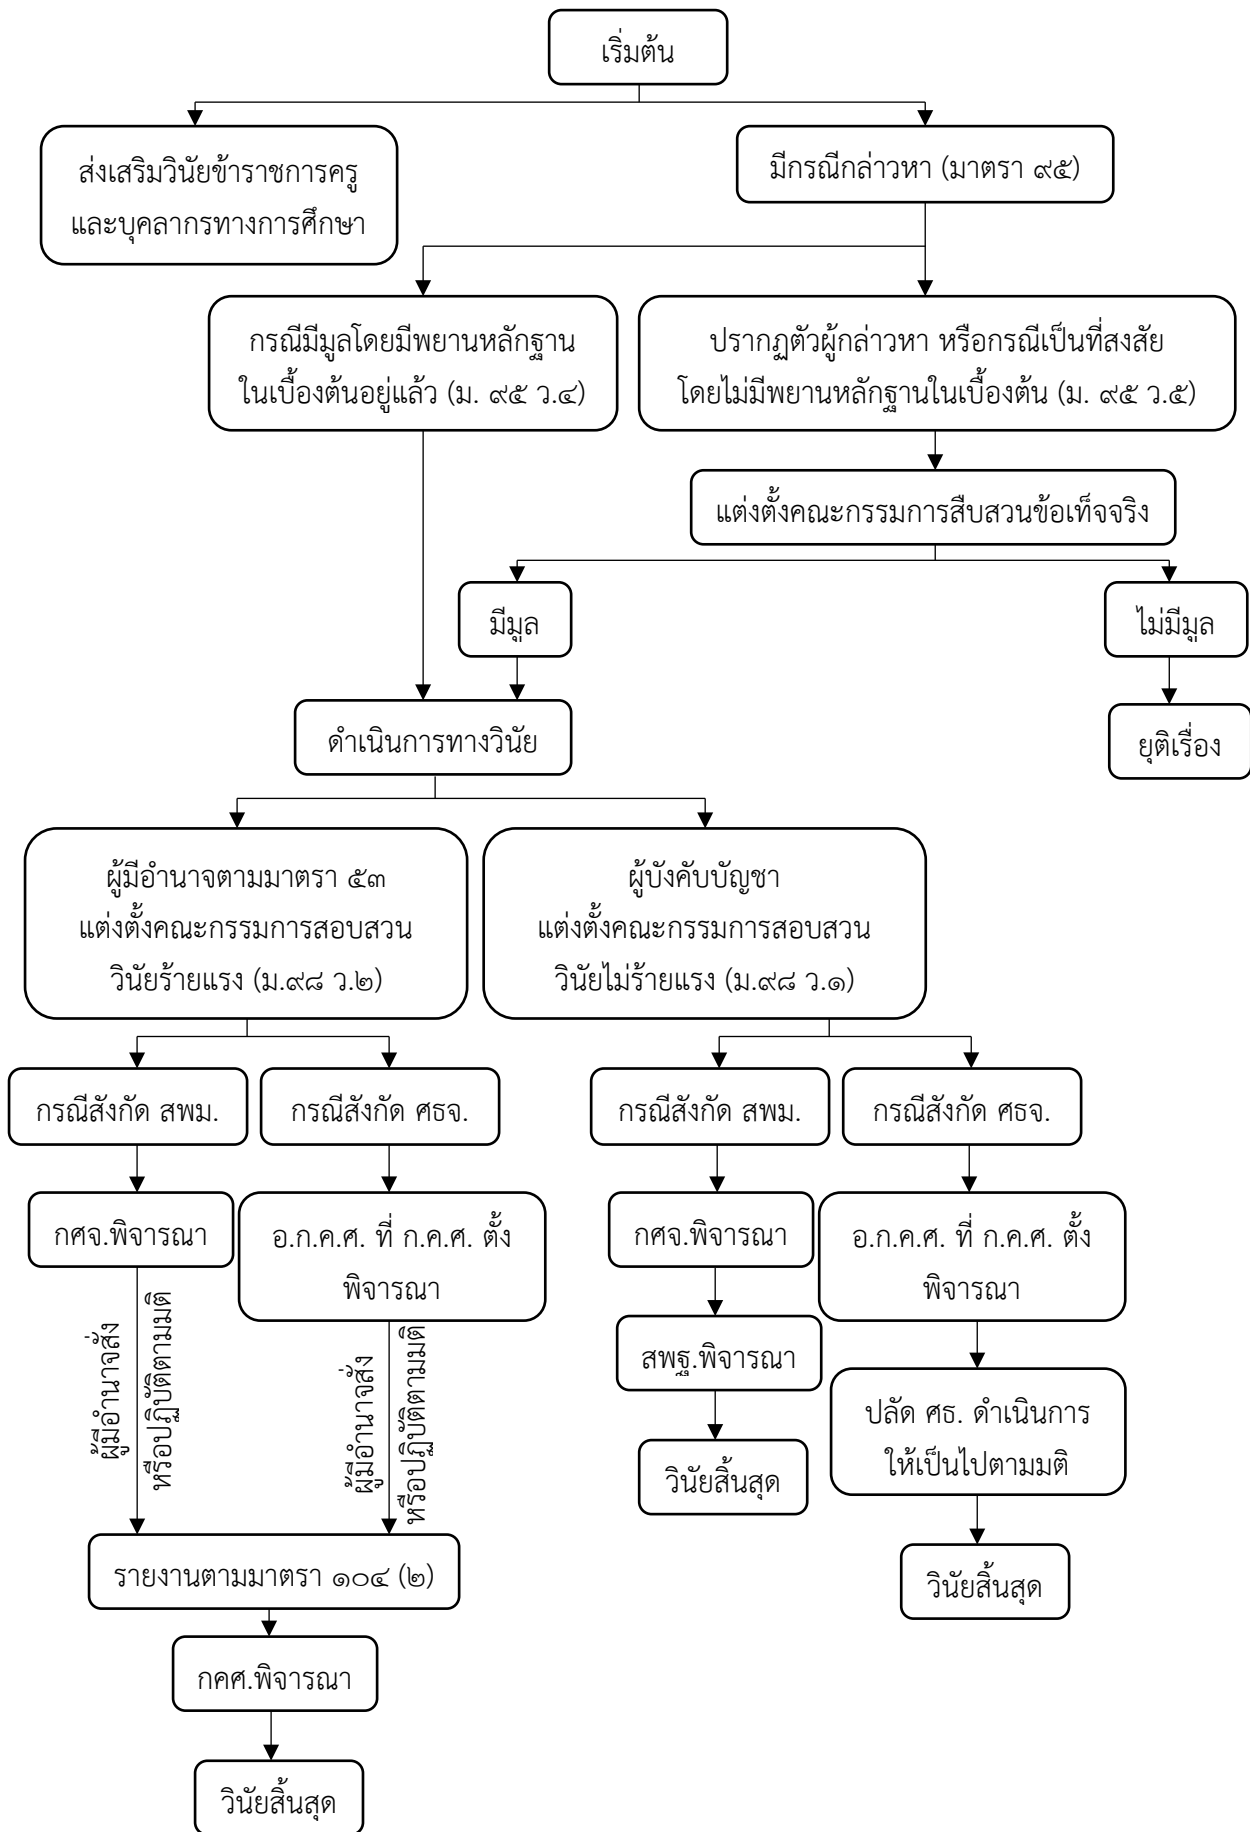 เริ่มต้น
ส่งเสริมวินัยข้าราชการครู
และบุคลากรทางการศึกษา
มีกรณีกล่าวหา (มาตรา ๙๕)
กรณีมีมูลโดยมีพยานหลักฐาน
ในเบื้องต้นอยู่แล้ว (ม. ๙๕ ว.๔)
ปรากฏตัวผู้กล่าวหา หรือกรณีเป็นที่สงสัย
โดยไม่มีพยานหลักฐานในเบื้องต้น (ม. ๙๕ ว.๕)
แต่งตั้งคณะกรรมการสืบสวนข้อเท็จจริง
มีมูล
ไม่มีมูล
ดำเนินการทางวินัย
ยุติเรื่อง
ผู้มีอำนาจตามมาตรา ๕๓
แต่งตั้งคณะกรรมการสอบสวน
วินัยร้ายแรง (ม.๙๘ ว.๒)
ผู้บังคับบัญชา
แต่งตั้งคณะกรรมการสอบสวน
วินัยไม่ร้ายแรง (ม.๙๘ ว.๑)
กรณีสังกัด สพม.
กรณีสังกัด ศธจ.
กรณีสังกัด สพม.
กรณีสังกัด ศธจ.
กศจ.พิจารณา
อ.ก.ค.ศ. ที่ ก.ค.ศ. ตั้ง
พิจารณา
กศจ.พิจารณา
อ.ก.ค.ศ. ที่ ก.ค.ศ. ตั้ง
พิจารณา
ผู้มีอำนาจสั่ง
หรือปฏิบัติตามมติ
ผู้มีอำนาจสั่ง
หรือปฏิบัติตามมติ
สพฐ.พิจารณา
ปลัด ศธ. ดำเนินการ
ให้เป็นไปตามมติ
วินัยสิ้นสุด
วินัยสิ้นสุด
รายงานตามมาตรา ๑๐๔ (๒)
กคศ.พิจารณา
วินัยสิ้นสุด